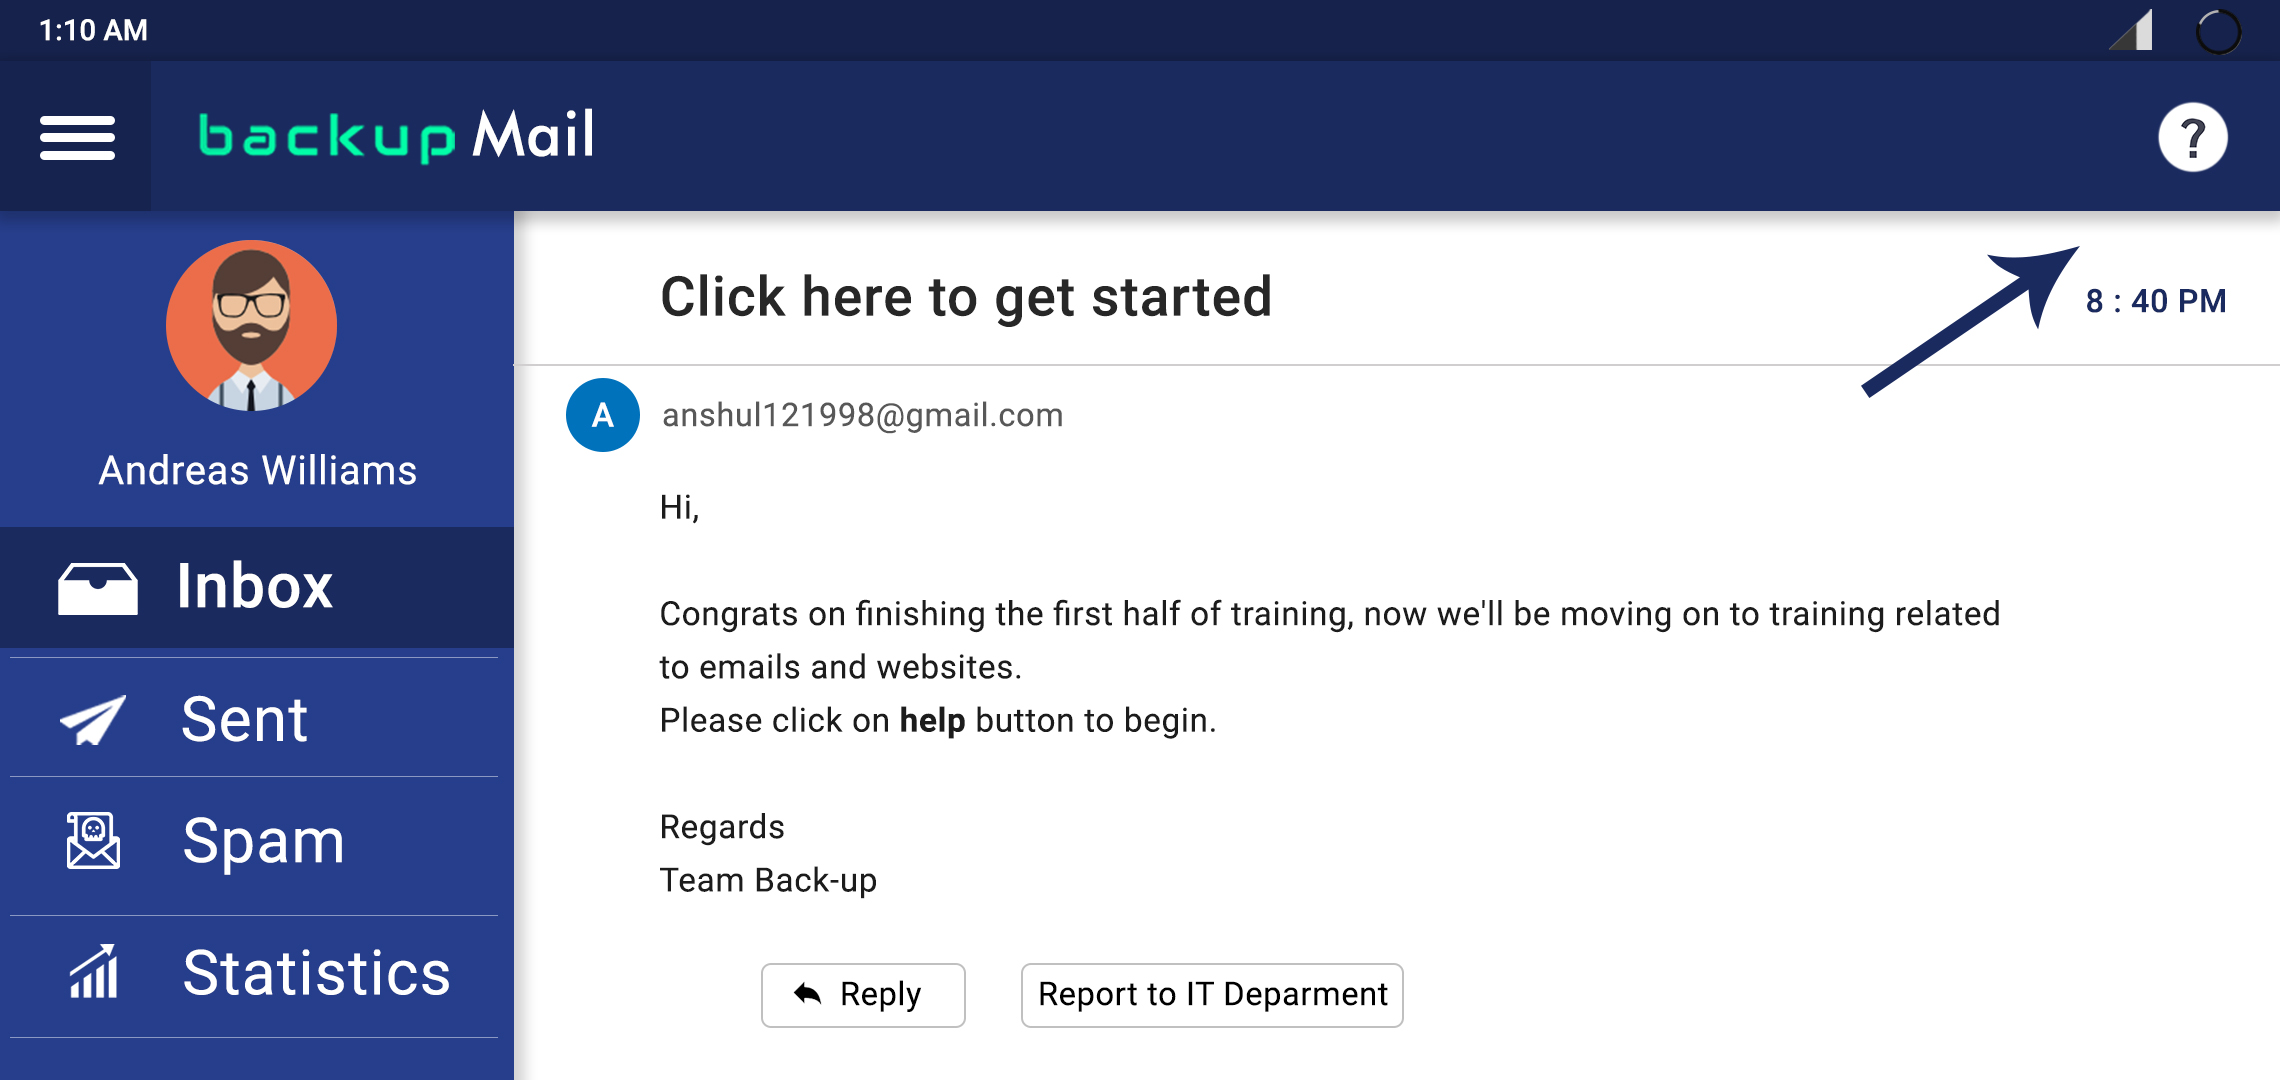 1:10 AM
backup Mail
?
Click here to get started
8 : 40 PM
A
anshul121998@gmail.com
Andreas Williams
Hi,
Inbox
Congrats on finishing the first half of training, now we'll be moving on to training related
to emails and websites.
Please click on help button to begin.
Sent
Spam
Regards
Team Back-up
Statistics
Reply
Report to IT Deparment